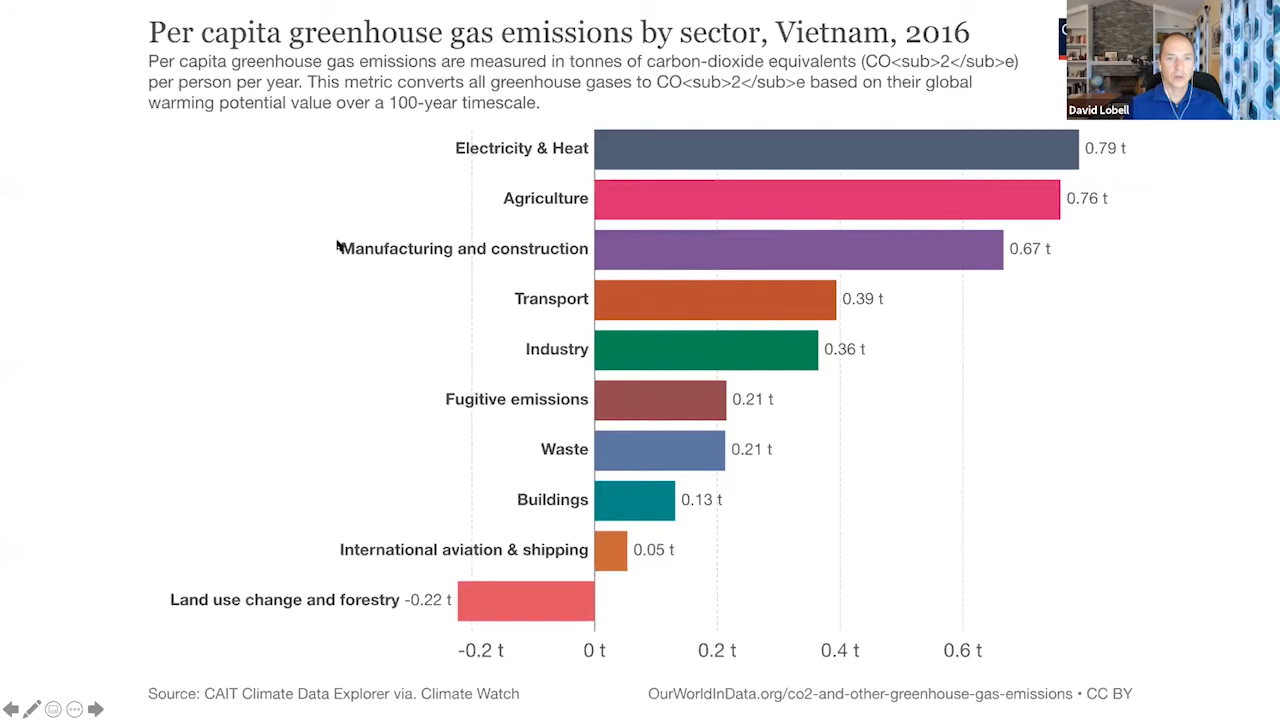 Per capita greenhouse gas emissions by sector, Vietnam, 2016
Per capita greenhouse gas emissions are measured in tonnes of carbon-dioxide equivalents (CO<sub>2</sub>e)
per person per year. This metric converts all greenhouse gases to CO<sub>2</sub>e based on their global
warming potential value over a 100-year timescale.
David Lobell
Electricity & Heat 0.79 t
Agriculture 0.76 t
Manufacturing and construction 0.67 t
Transport 0.39 t
Industry 0.36 t
Fugitive emissions 0.21 t
Waste 0.21 t
Buildings 0.13 t
International aviation & shipping 0.05 t
Land use change and forestry -0.22 t
-0.2 t 0 t 0.2 t 0.4 t 0.6 t
Source: CAIT Climate Data Explorer via. Climate Watch
OurWorldInData.org/co2-and-other-greenhouse-gas-emissions • CC BY